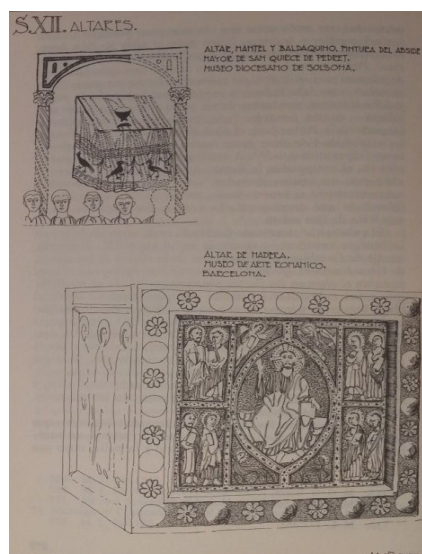 S.XII. ALTARES.
ALTAR, MANTEL Y BALDAQUINO, PINTURA DEL ABSIDE
MAYOR DE SAN QUIRCE DE PEDRET.
MUSEO DIOCESANO DE SOLSONA.
ALTAR DE MADERA.
MUSEO DE ARTE ROMANICO.
BARCELONA.